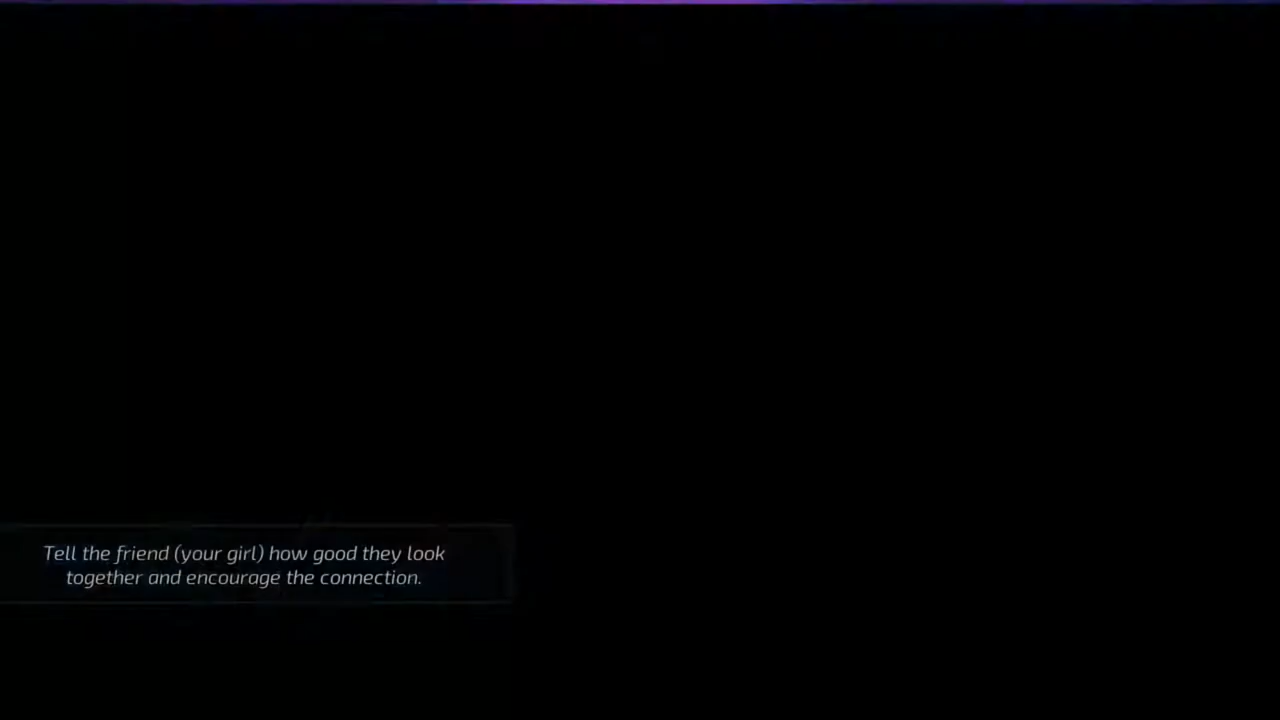 Tell the friend (your girl) how good they look
together and encourage the connection.